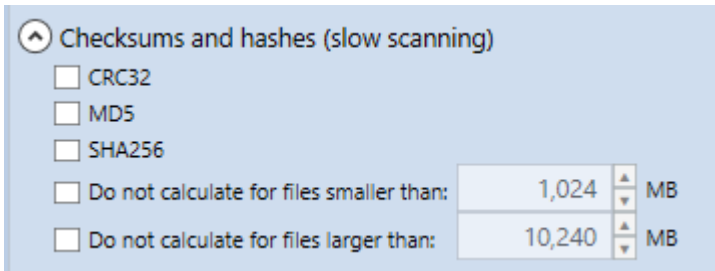 Checksums and hashes (slow scanning)
CRC32
MD5
SHA256
Do not calculate for files smaller than: 1,024 MB
Do not calculate for files larger than: 10,240 MB